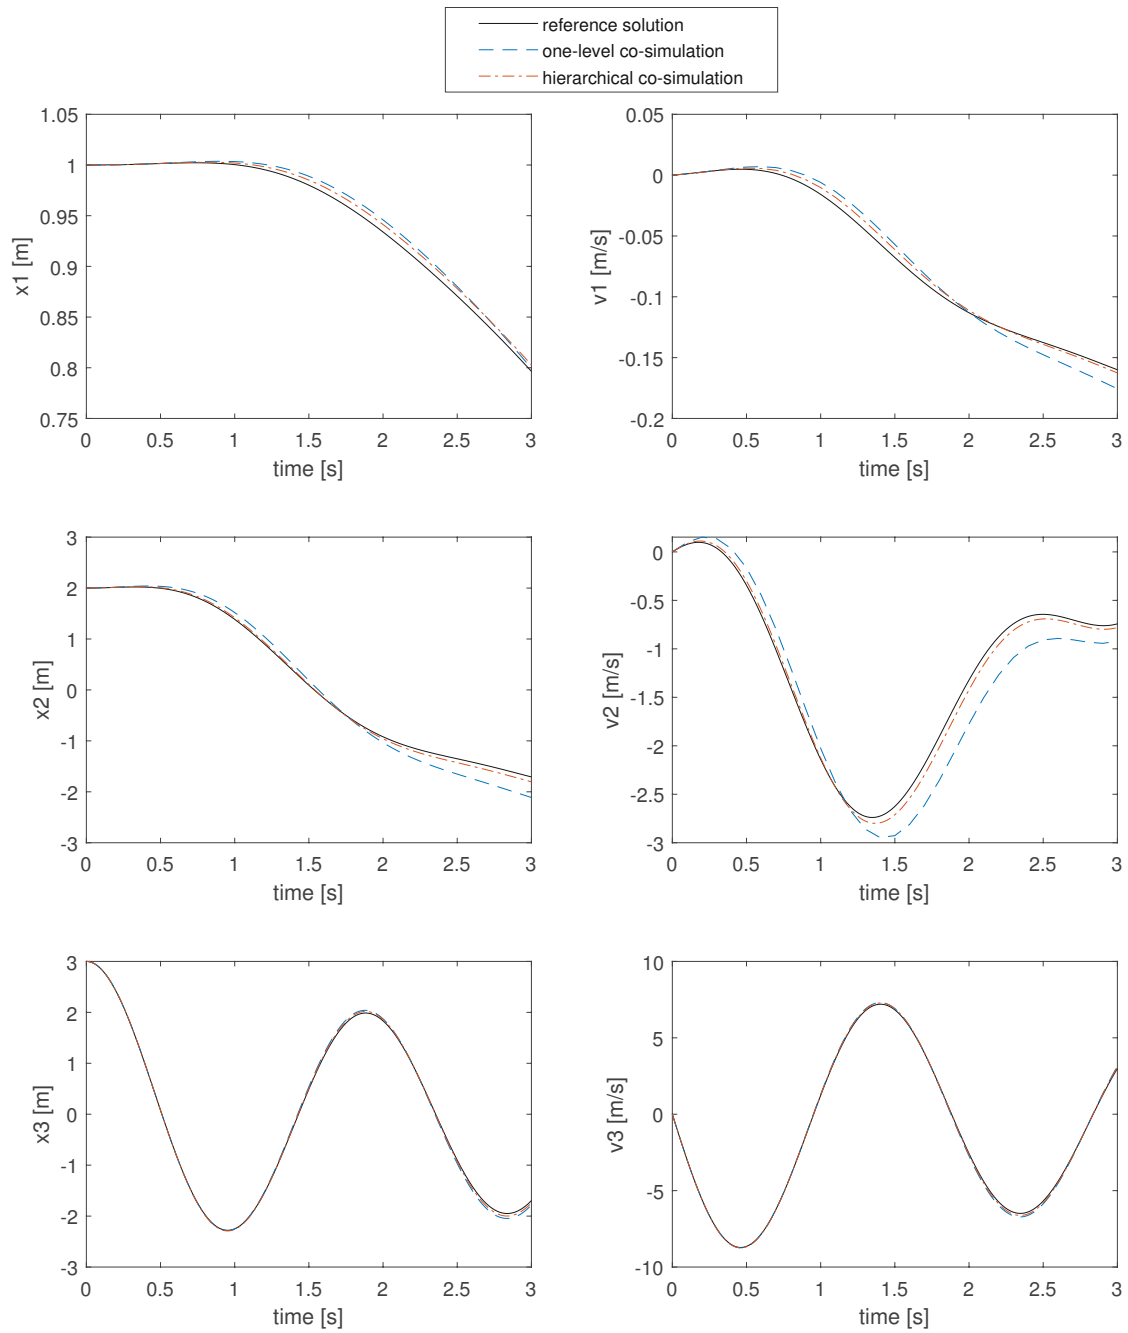 reference solution
one-level co-simulation
hierarchical co-simulation
1.05
1
0.95
0.9
0.85
0.8
0.75
x1 [m]
0 0.5 1 1.5 2 2.5 3
time [s]
0.05
0
-0.05
-0.1
-0.15
-0.2
v1 [m/s]
0 0.5 1 1.5 2 2.5 3
time [s]
3
2
1
0
-1
-2
-3
x2 [m]
0 0.5 1 1.5 2 2.5 3
time [s]
0
-0.5
-1
-1.5
-2
-2.5
-3
v2 [m/s]
0 0.5 1 1.5 2 2.5 3
time [s]
3
2
1
0
-1
-2
-3
x3 [m]
0 0.5 1 1.5 2 2.5 3
time [s]
10
5
0
-5
-10
v3 [m/s]
0 0.5 1 1.5 2 2.5 3
time [s]